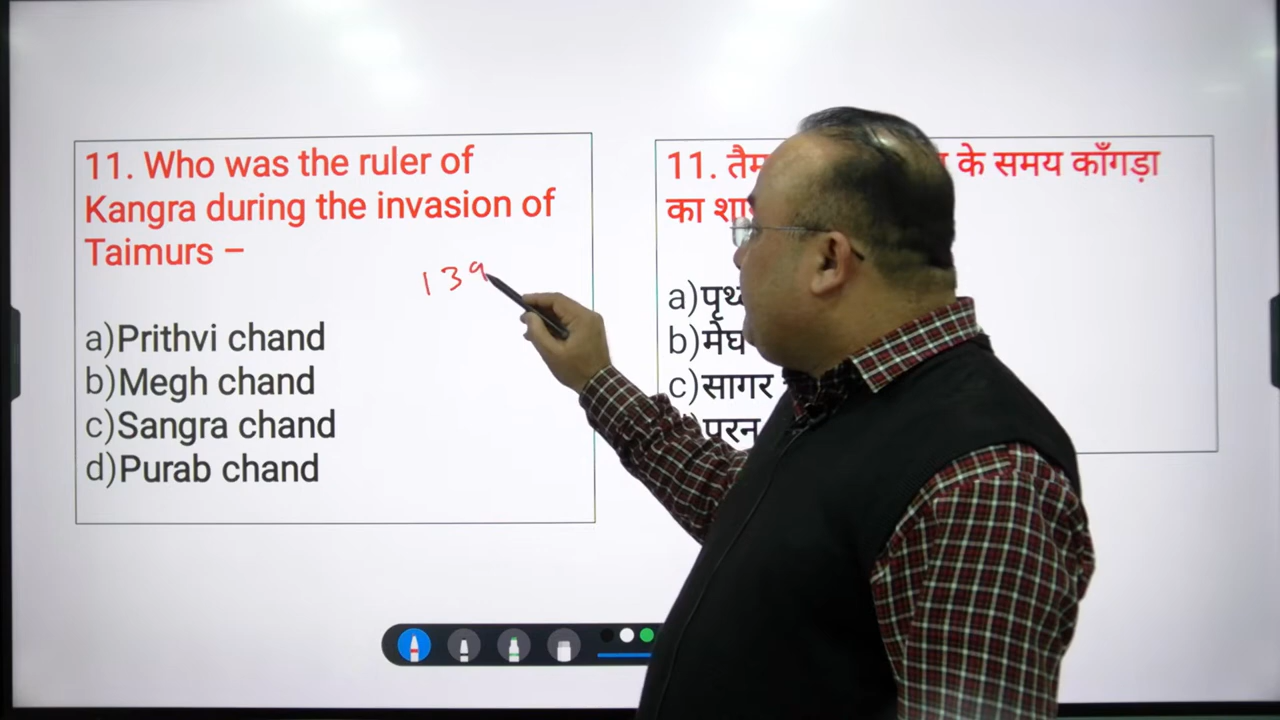 11. Who was the ruler of
Kangra during the invasion of
Taimurs –
139
a)Prithvi chand
b)Megh chand
c)Sangra chand
d)Purab chand
11. के समय काँगड़ा
का
a)
b)मेघ
c)सागर